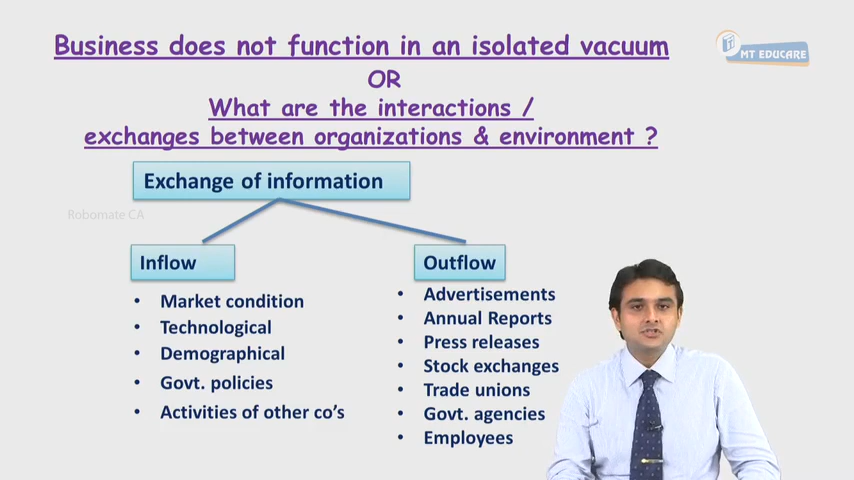 Business does not function in an isolated vacuum
OR
What are the interactions /
exchanges between organizations & environment ?
MT EDUCARE
Exchange of information
Robomate CA
Inflow
• Market condition
• Technological
• Demographical
• Govt. policies
• Activities of other co's
Outflow
• Advertisements
• Annual Reports
• Press releases
• Stock exchanges
• Trade unions
• Govt. agencies
• Employees